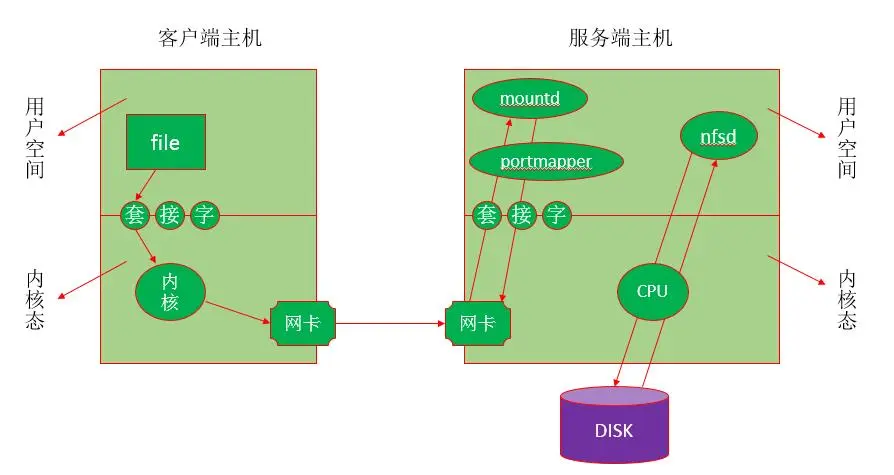 客户端主机
服务端主机
用户空间
file
mountd
portmapper
nfsd
用户空间
套 接 字
套 接 字
内核态
内核
网卡
网卡
CPU
内核态
DISK